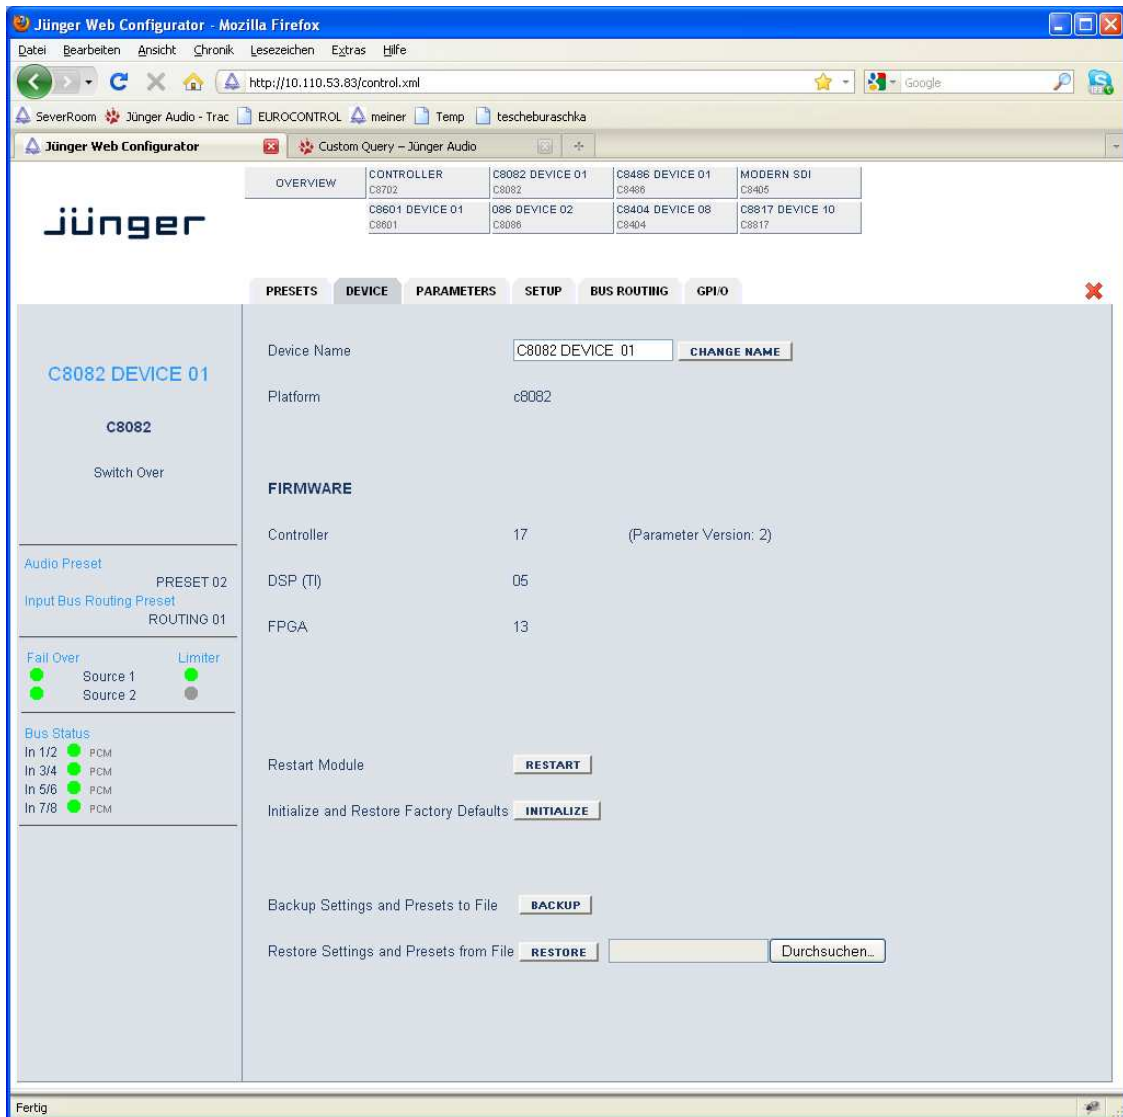 Jünger Web Configurator - Mozilla Firefox
Datei Bearbeiten Ansicht Chronik Lesezeichen Extras Hilfe
http://10.110.53.83/control.xml Google
SeverRoom Jünger Audio - Trac EUROCONTROL meiner Temp tescheburaschka
Jünger Web Configurator Custom Query – Jünger Audio
OVERVIEW CONTROLLER C8082 DEVICE 01 C8486 DEVICE 01 MODERN SDI
C8702 C8082 C8486 C8405
C8601 DEVICE 01 086 DEVICE 02 C8404 DEVICE 08 C8817 DEVICE 10
C8601 C8086 C8404 C8817
jünger
PRESETS DEVICE PARAMETERS SETUP BUS ROUTING GPI/O
C8082 DEVICE 01
C8082
Switch Over
Audio Preset
PRESET 02
Input Bus Routing Preset
ROUTING 01
Fail Over Limiter
Source 1
Source 2
Bus Status
In 1/2 PCM
In 3/4 PCM
In 5/6 PCM
In 7/8 PCM
Device Name C8082 DEVICE 01 CHANGE NAME
Platform c8082
FIRMWARE
Controller 17 (Parameter Version: 2)
DSP (TI) 05
FPGA 13
Restart Module RESTART
Initialize and Restore Factory Defaults INITIALIZE
Backup Settings and Presets to File BACKUP
Restore Settings and Presets from File RESTORE Durchsuchen...
Fertig